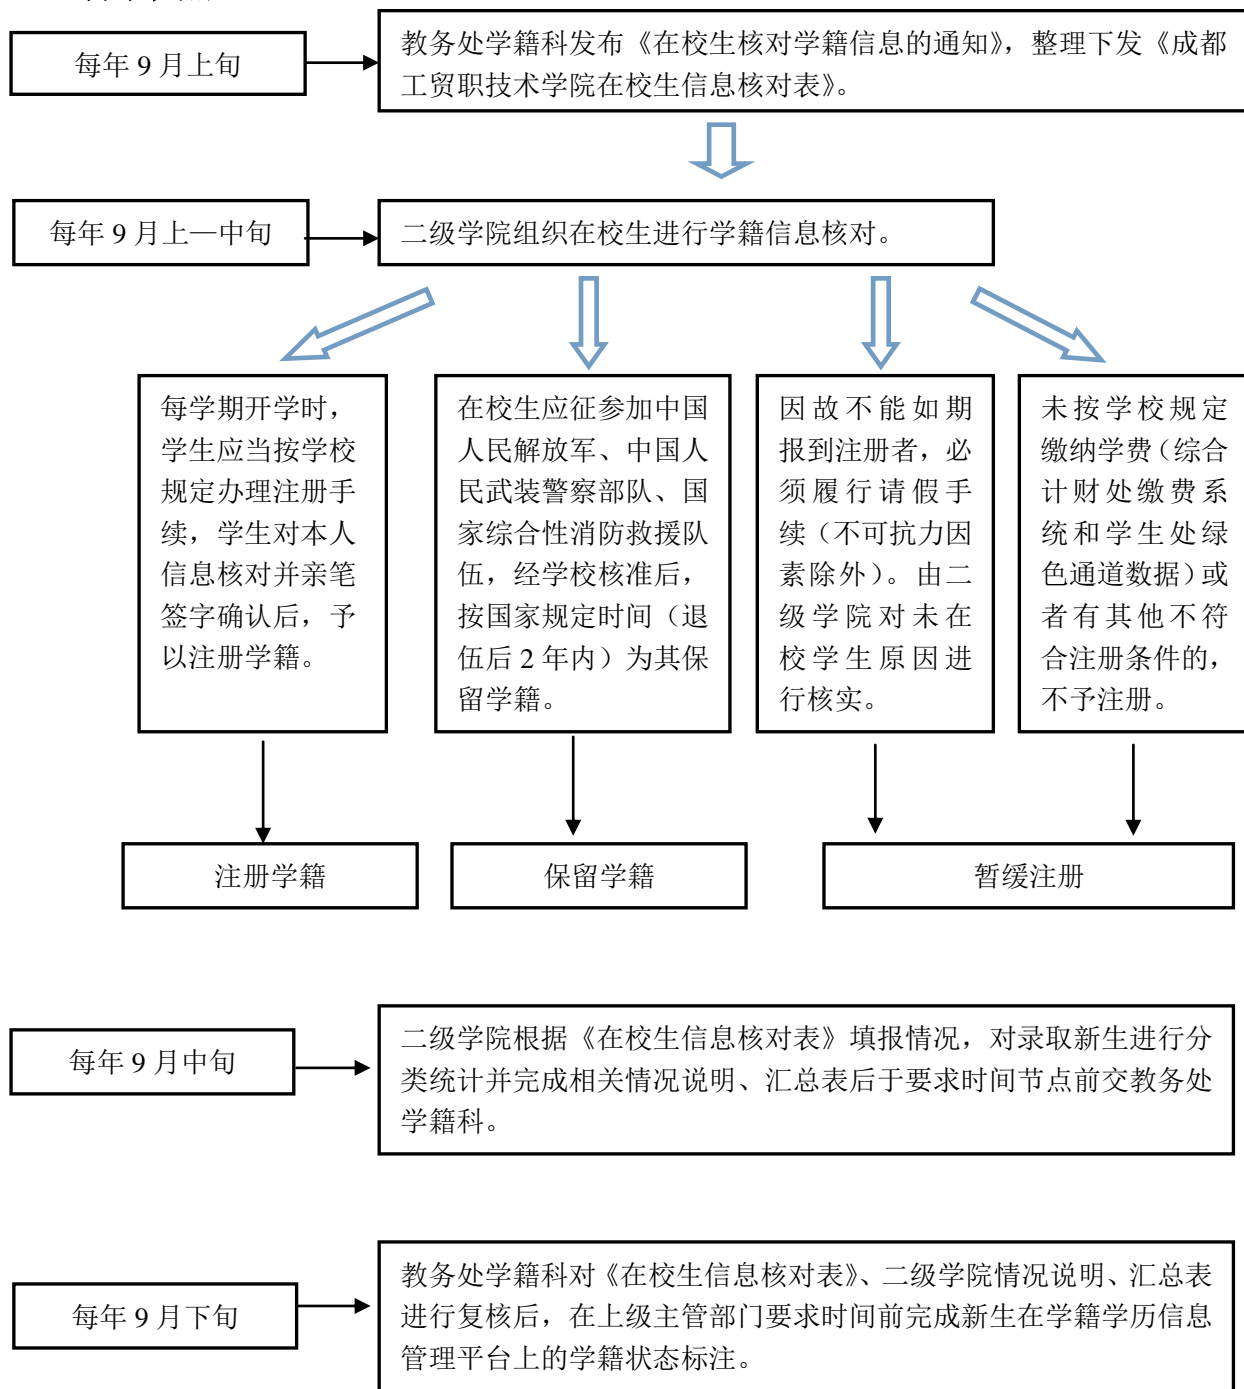 每年 9 月上旬
教务处学籍科发布《在校生核对学籍信息的通知》，整理下发《成都
工贸职技术学院在校生信息核对表》。
每年 9 月上—中旬
二级学院组织在校生进行学籍信息核对。
每学期开学时，
学生应当按学校
规定办理注册手
续，学生对本人
信息核对并亲笔
签字确认后，予
以注册学籍。
在校生应征参加中国
人民解放军、中国人
民武装警察部队、国
家综合性消防救援队
伍，经学校核准后，
按国家规定时间（退
伍后 2 年内）为其保
留学籍。
因故不能如期
报到注册者，必
须履行请假手
续（不可抗力因
素除外）。由二
级学院对未在
校学生原因进
行核实。
未按学校规定
缴纳学费（综合
计财处缴费系
统和学生处绿
色通道数据）或
者有其他不符
合注册条件的，
不予注册。
注册学籍
保留学籍
暂缓注册
每年 9 月中旬
二级学院根据《在校生信息核对表》填报情况，对录取新生进行分
类统计并完成相关情况说明、汇总表后于要求时间节点前交教务处
学籍科。
每年 9 月下旬
教务处学籍科对《在校生信息核对表》、二级学院情况说明、汇总表
进行复核后，在上级主管部门要求时间前完成新生在学籍学历信息
管理平台上的学籍状态标注。